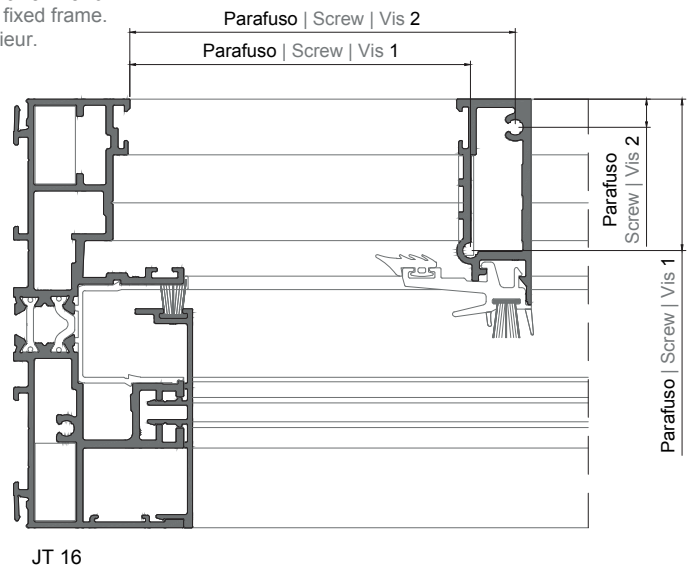 fixed frame.
ieur.
Parafuso | Screw | Vis 2
Parafuso | Screw | Vis 1
Parafuso
Screw | Vis 2
Parafuso | Screw | Vis 1
JT 16